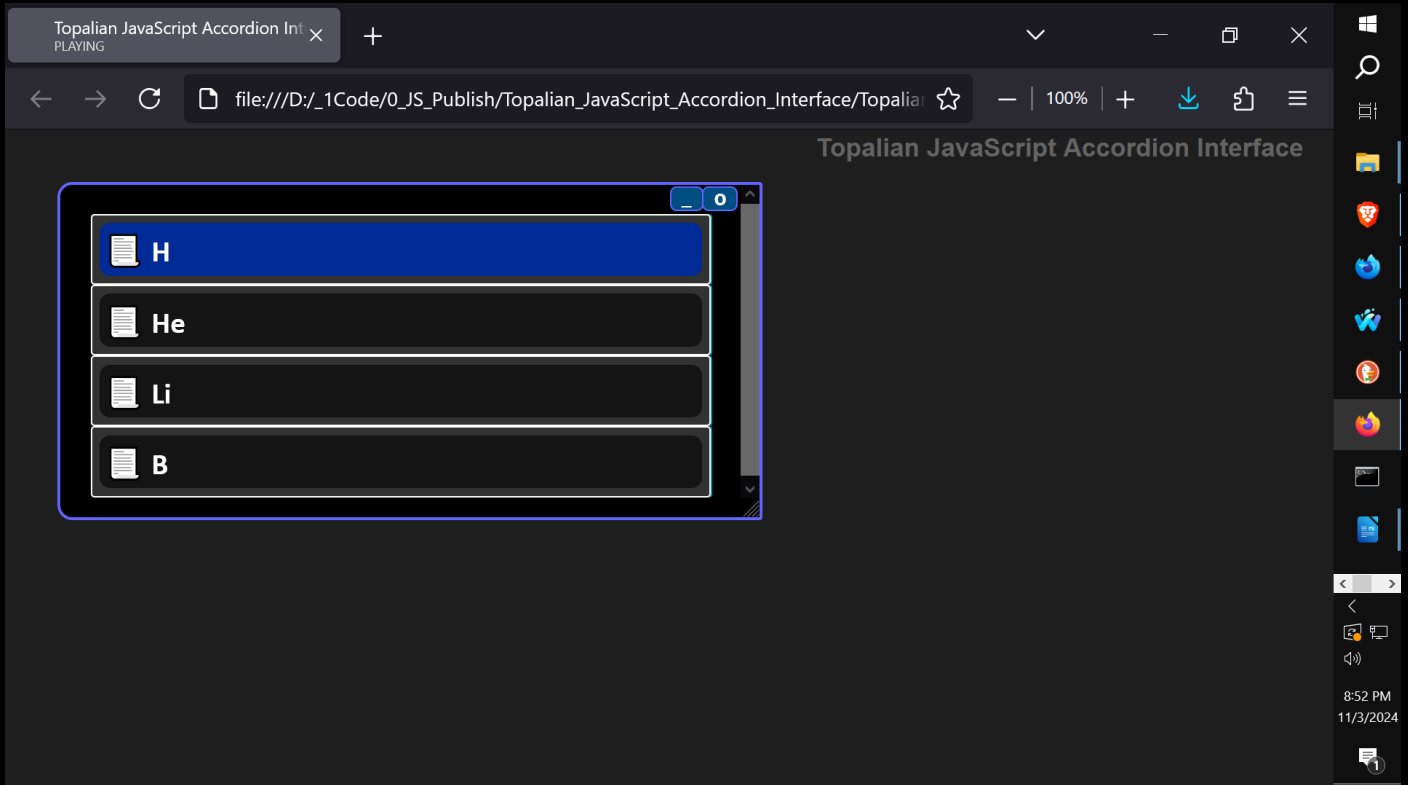 Topalian JavaScript Accordion Int
PLAYING
file:///D:/_1Code/0_JS_Publish/Topalian_JavaScript_Accordion_Interface/Topalian
100%
Topalian JavaScript Accordion Interface
_ o
H
He
Li
B
8:52 PM
11/3/2024
1